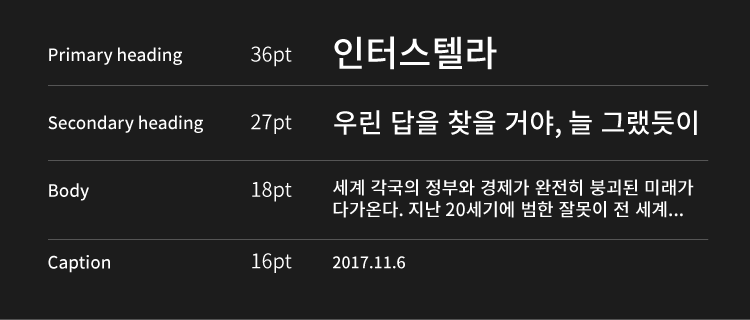 Primary heading 36pt 인터스텔라
Secondary heading 27pt 우린 답을 찾을 거야, 늘 그랬듯이
Body 18pt 세계 각국의 정부와 경제가 완전히 붕괴된 미래가
다가온다. 지난 20세기에 범한 잘못이 전 세계...
Caption 16pt 2017.11.6